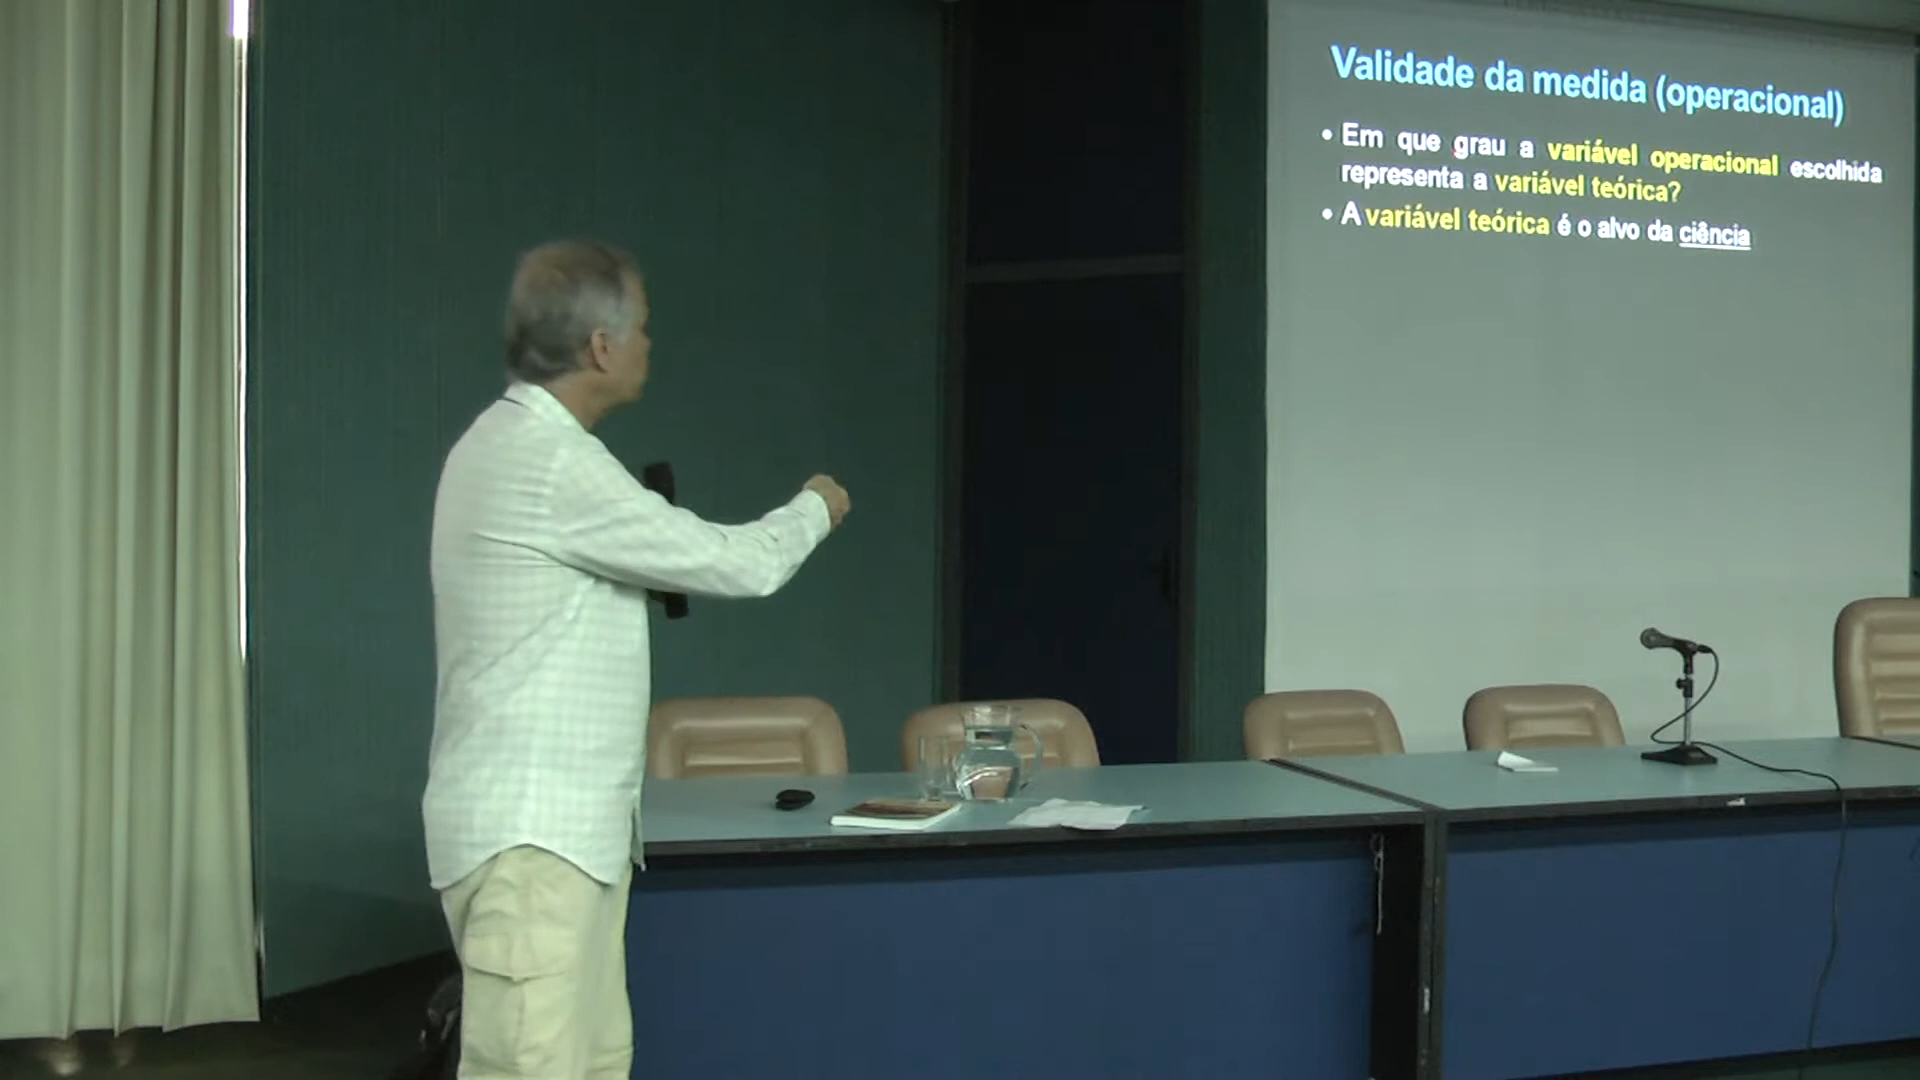 Validade da medida (operacional)
• Em que grau a variável operacional escolhida
representa a variável teórica?
• A variável teórica é o alvo da ciência